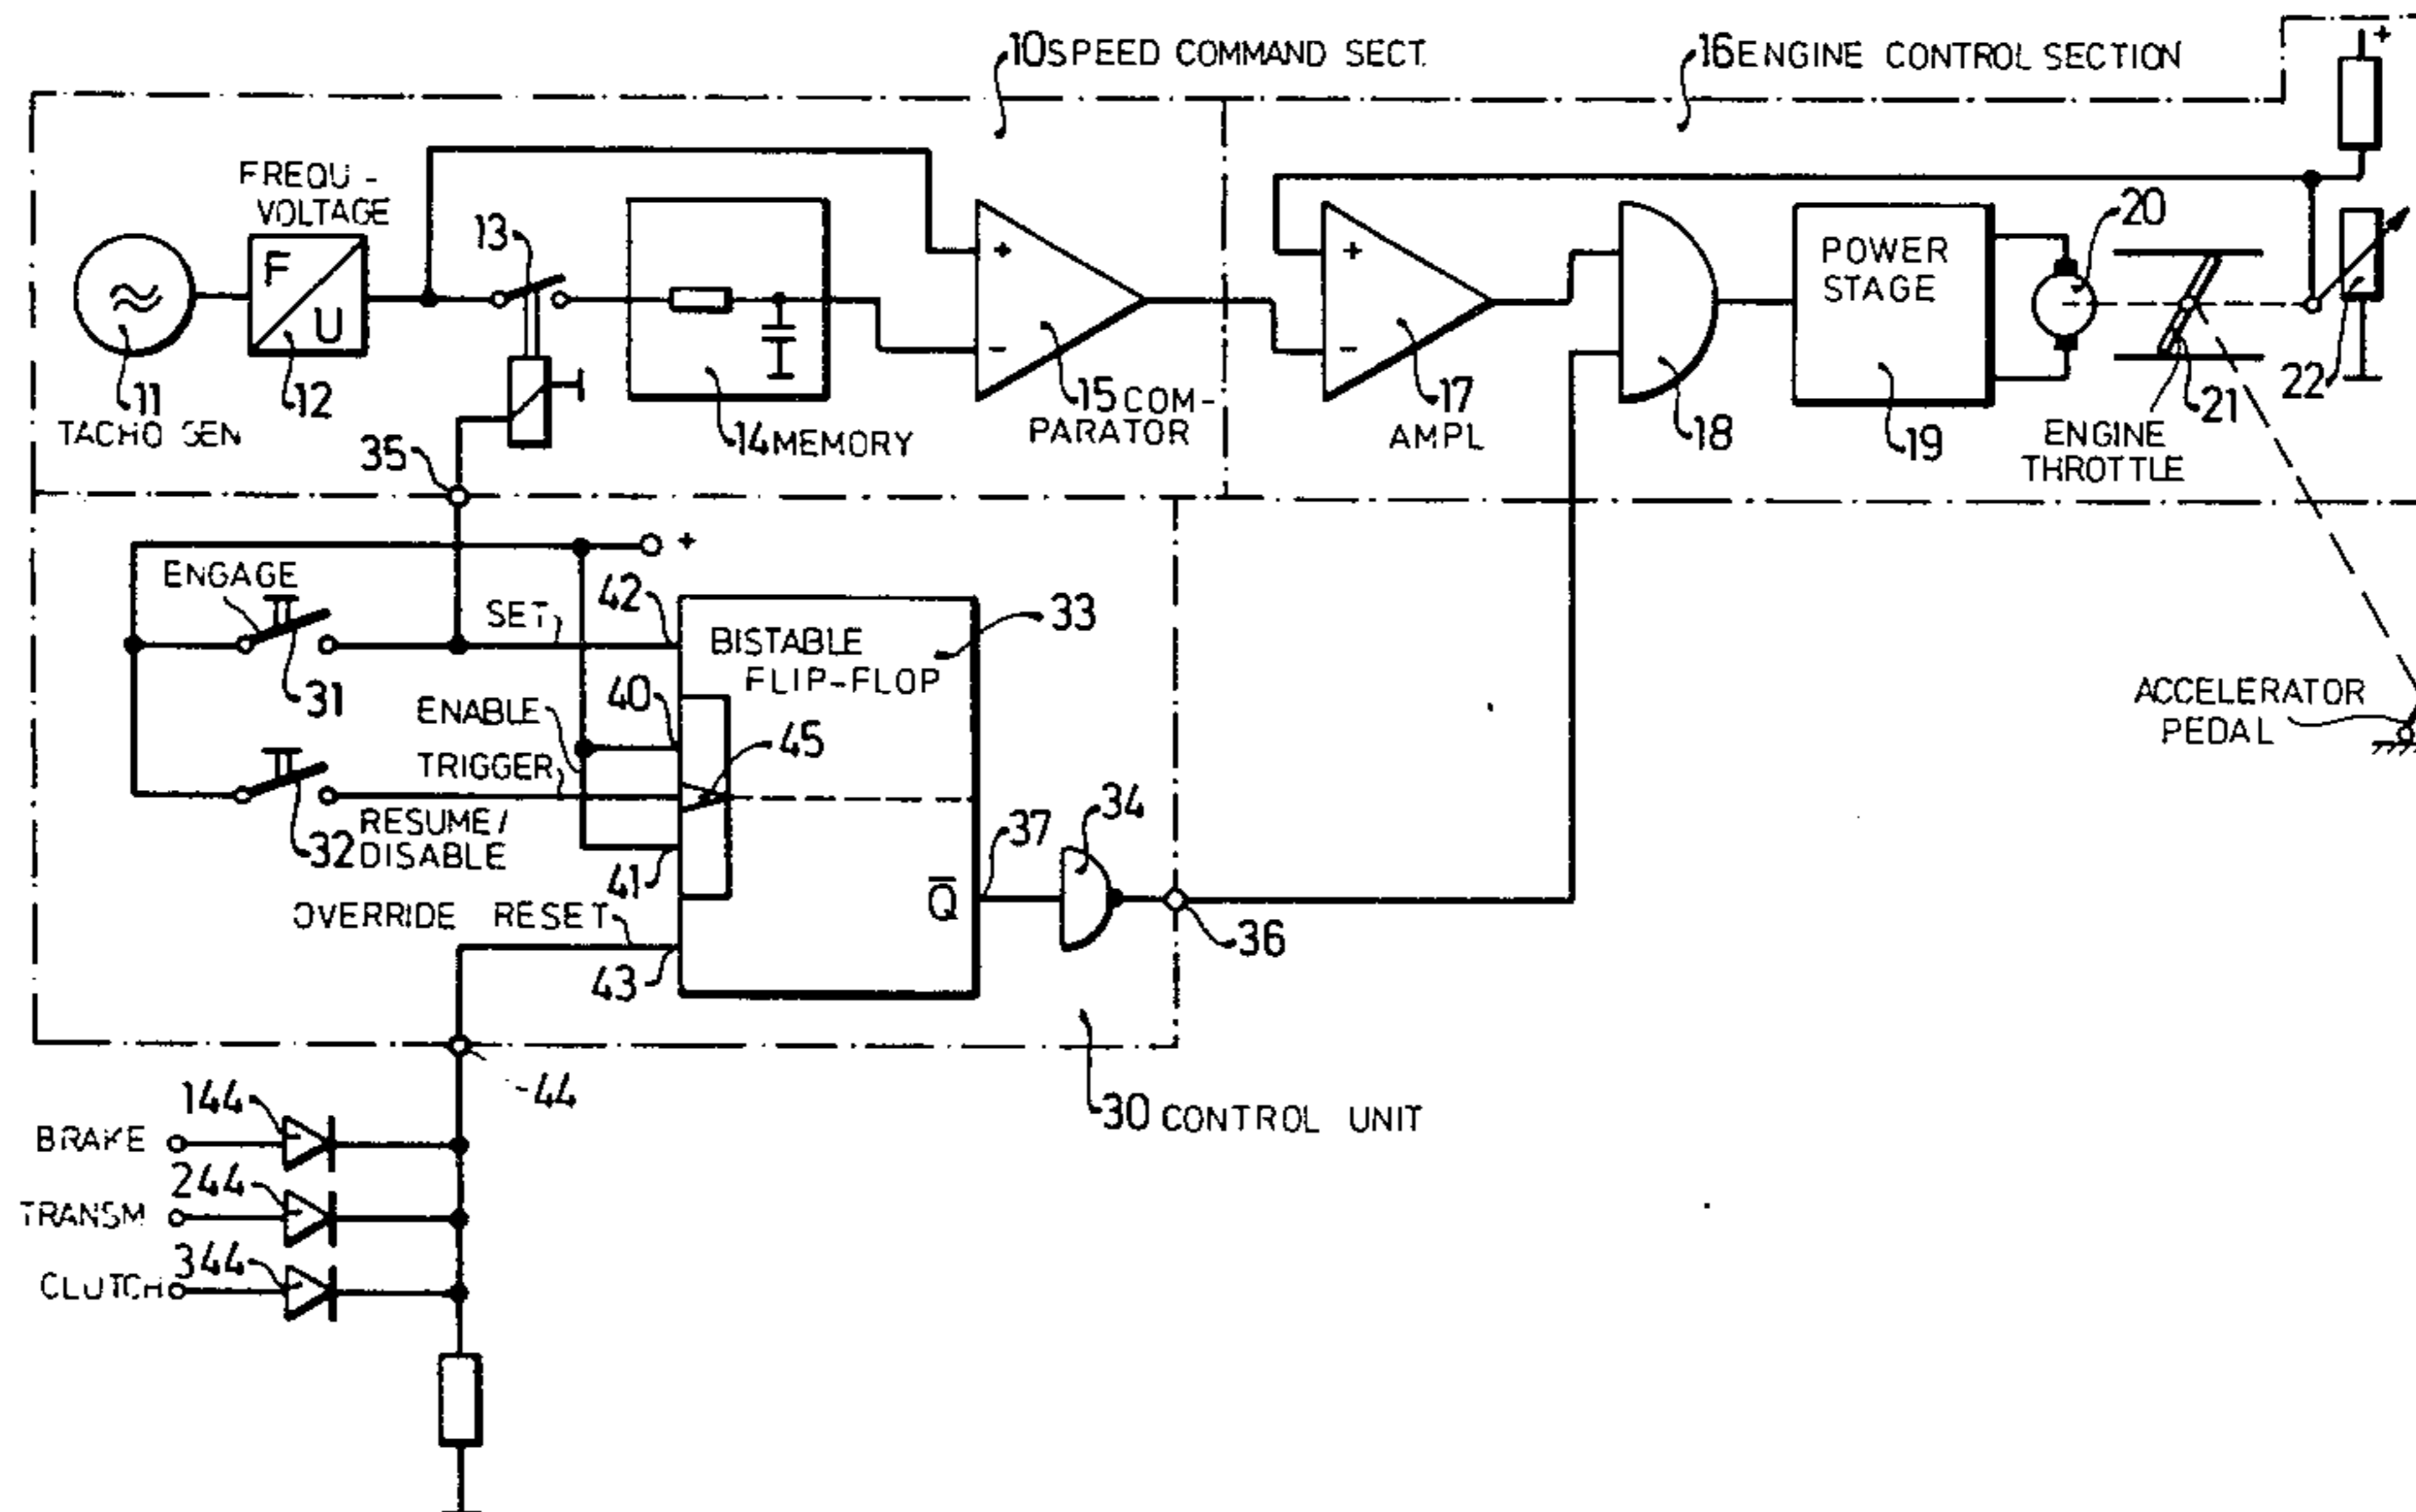 10 SPEED COMMAND SECT.
16 ENGINE CONTROL SECTION
+
FREQU-
VOLTAGE
13
20
F
U
+
-
+
-
POWER
STAGE
11
TACHO SEN
12
14 MEMORY
15 COM-
PARATOR
17
AMPL
18
19
21
22
ENGINE
THROTTLE
35
+
ENGAGE
31
SET
42
BISTABLE
FLIP-FLOP
33
40
ENABLE
45
TRIGGER
RESUME/
32 DISABLE
41
37
34
Q̅
OVERRIDE RESET
43
36
ACCELERATOR
PEDAL
44
30 CONTROL UNIT
144
BRAKE
244
TRANSM
344
CLUTCH